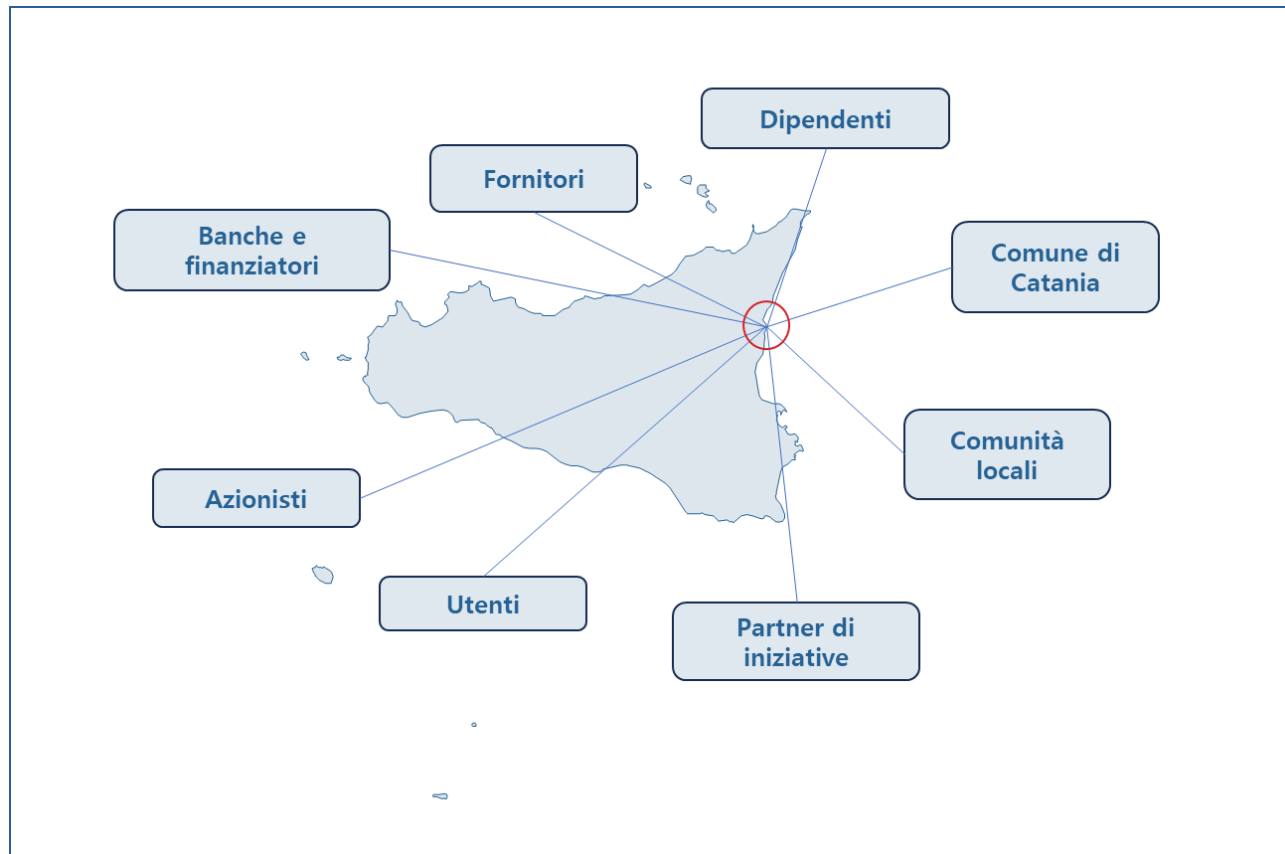 Dipendenti
Fornitori
Banche e
finanziatori
Comune di
Catania
Comunità
locali
Azionisti
Utenti
Partner di
iniziative